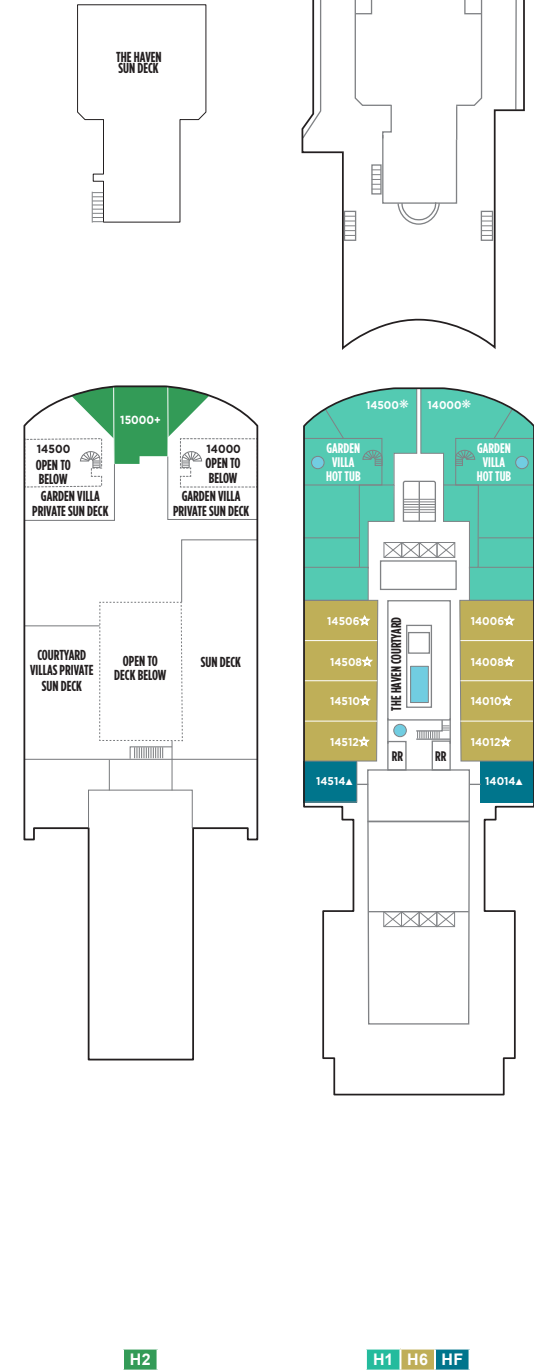 THE HAVEN
SUN DECK
15000+
14500
OPEN TO
BELOW
GARDEN VILLA
PRIVATE SUN DECK
14000
OPEN TO
BELOW
GARDEN VILLA
PRIVATE SUN DECK
COURTYARD
VILLAS PRIVATE
SUN DECK
OPEN TO
DECK BELOW
SUN DECK
14500✳
14000✳
GARDEN
VILLA
HOT TUB
GARDEN
VILLA
HOT TUB
14506☆
14508☆
14510☆
14512☆
14514▲
THE HAVEN COURTYARD
RR
RR
14006☆
14008☆
14010☆
14012☆
14014▲
H2
H1 H6 HF